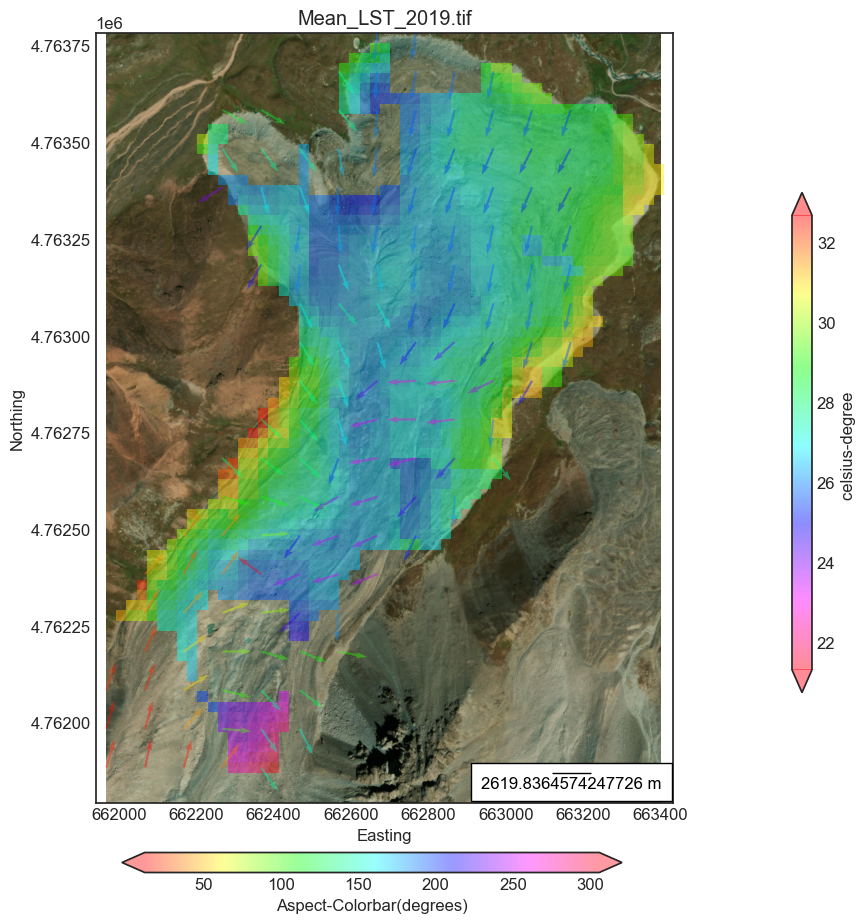 Mean_LST_2019.tif
1e6
4.76375
4.76350
4.76325
4.76300
4.76275
4.76250
4.76225
4.76200
Northing
32
30
28
26
24
22
celsius-degree
2619.8364574247726 m
662000 662200 662400 662600 662800 663000 663200 663400
Easting
50 100 150 200 250 300
Aspect-Colorbar(degrees)